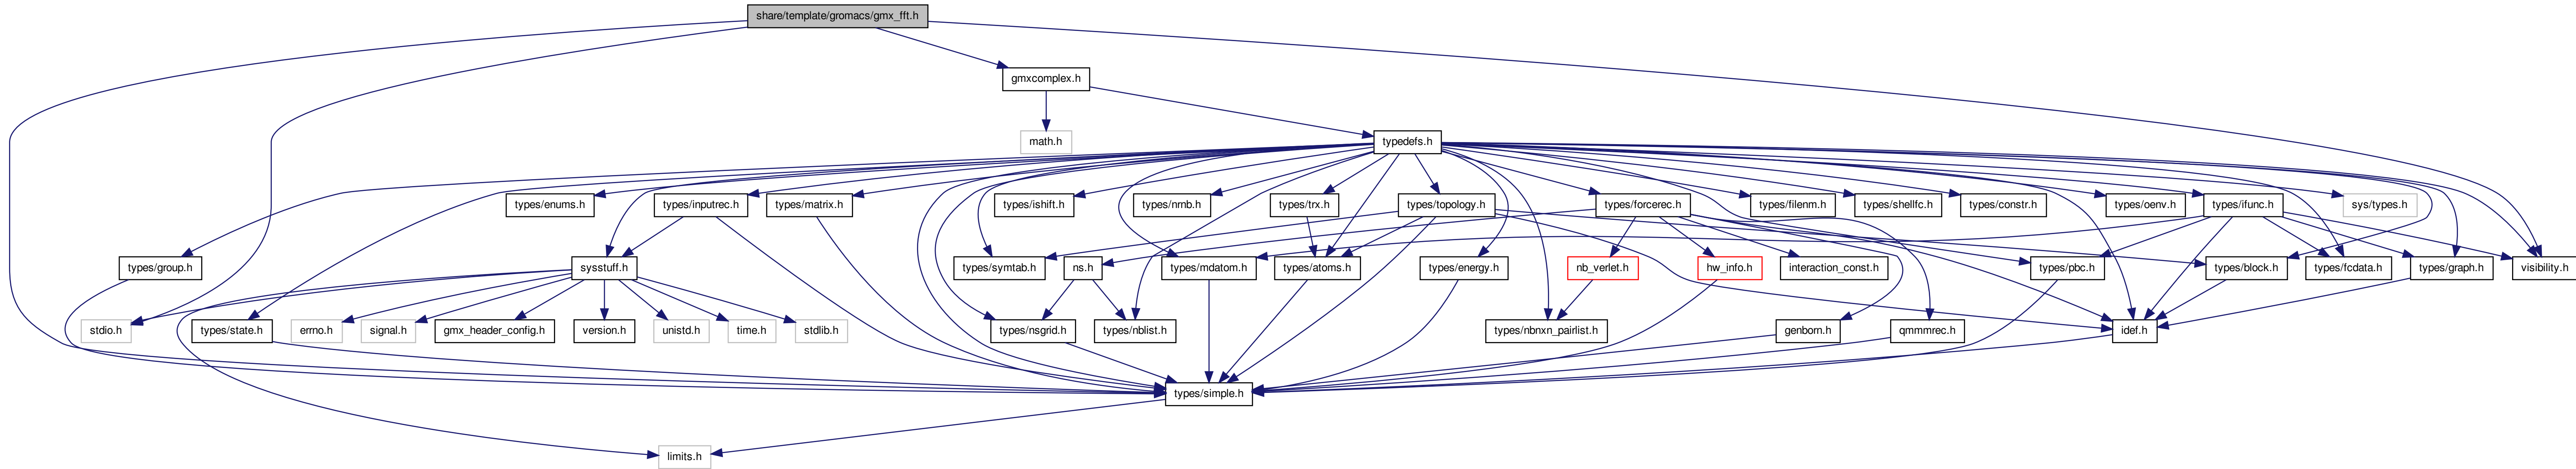 share/template/gromacs/gmx_fft.h
gmxcomplex.h
math.h
typedefs.h
types/enums.h
types/inputrec.h
types/matrix.h
types/ishift.h
types/nrnb.h
types/trx.h
types/topology.h
types/forcerec.h
types/filenm.h
types/shellfc.h
types/constr.h
types/oenv.h
types/ifunc.h
sys/types.h
types/group.h
sysstuff.h
types/symtab.h
ns.h
types/mdatom.h
types/atoms.h
types/energy.h
nb_verlet.h
hw_info.h
interaction_const.h
types/pbc.h
types/block.h
types/fcdata.h
types/graph.h
visibility.h
stdio.h
types/state.h
errno.h
signal.h
gmx_header_config.h
version.h
unistd.h
time.h
stdlib.h
types/nsgrid.h
types/nblist.h
types/nbnxn_pairlist.h
genborn.h
qmmmrec.h
idef.h
types/simple.h
limits.h